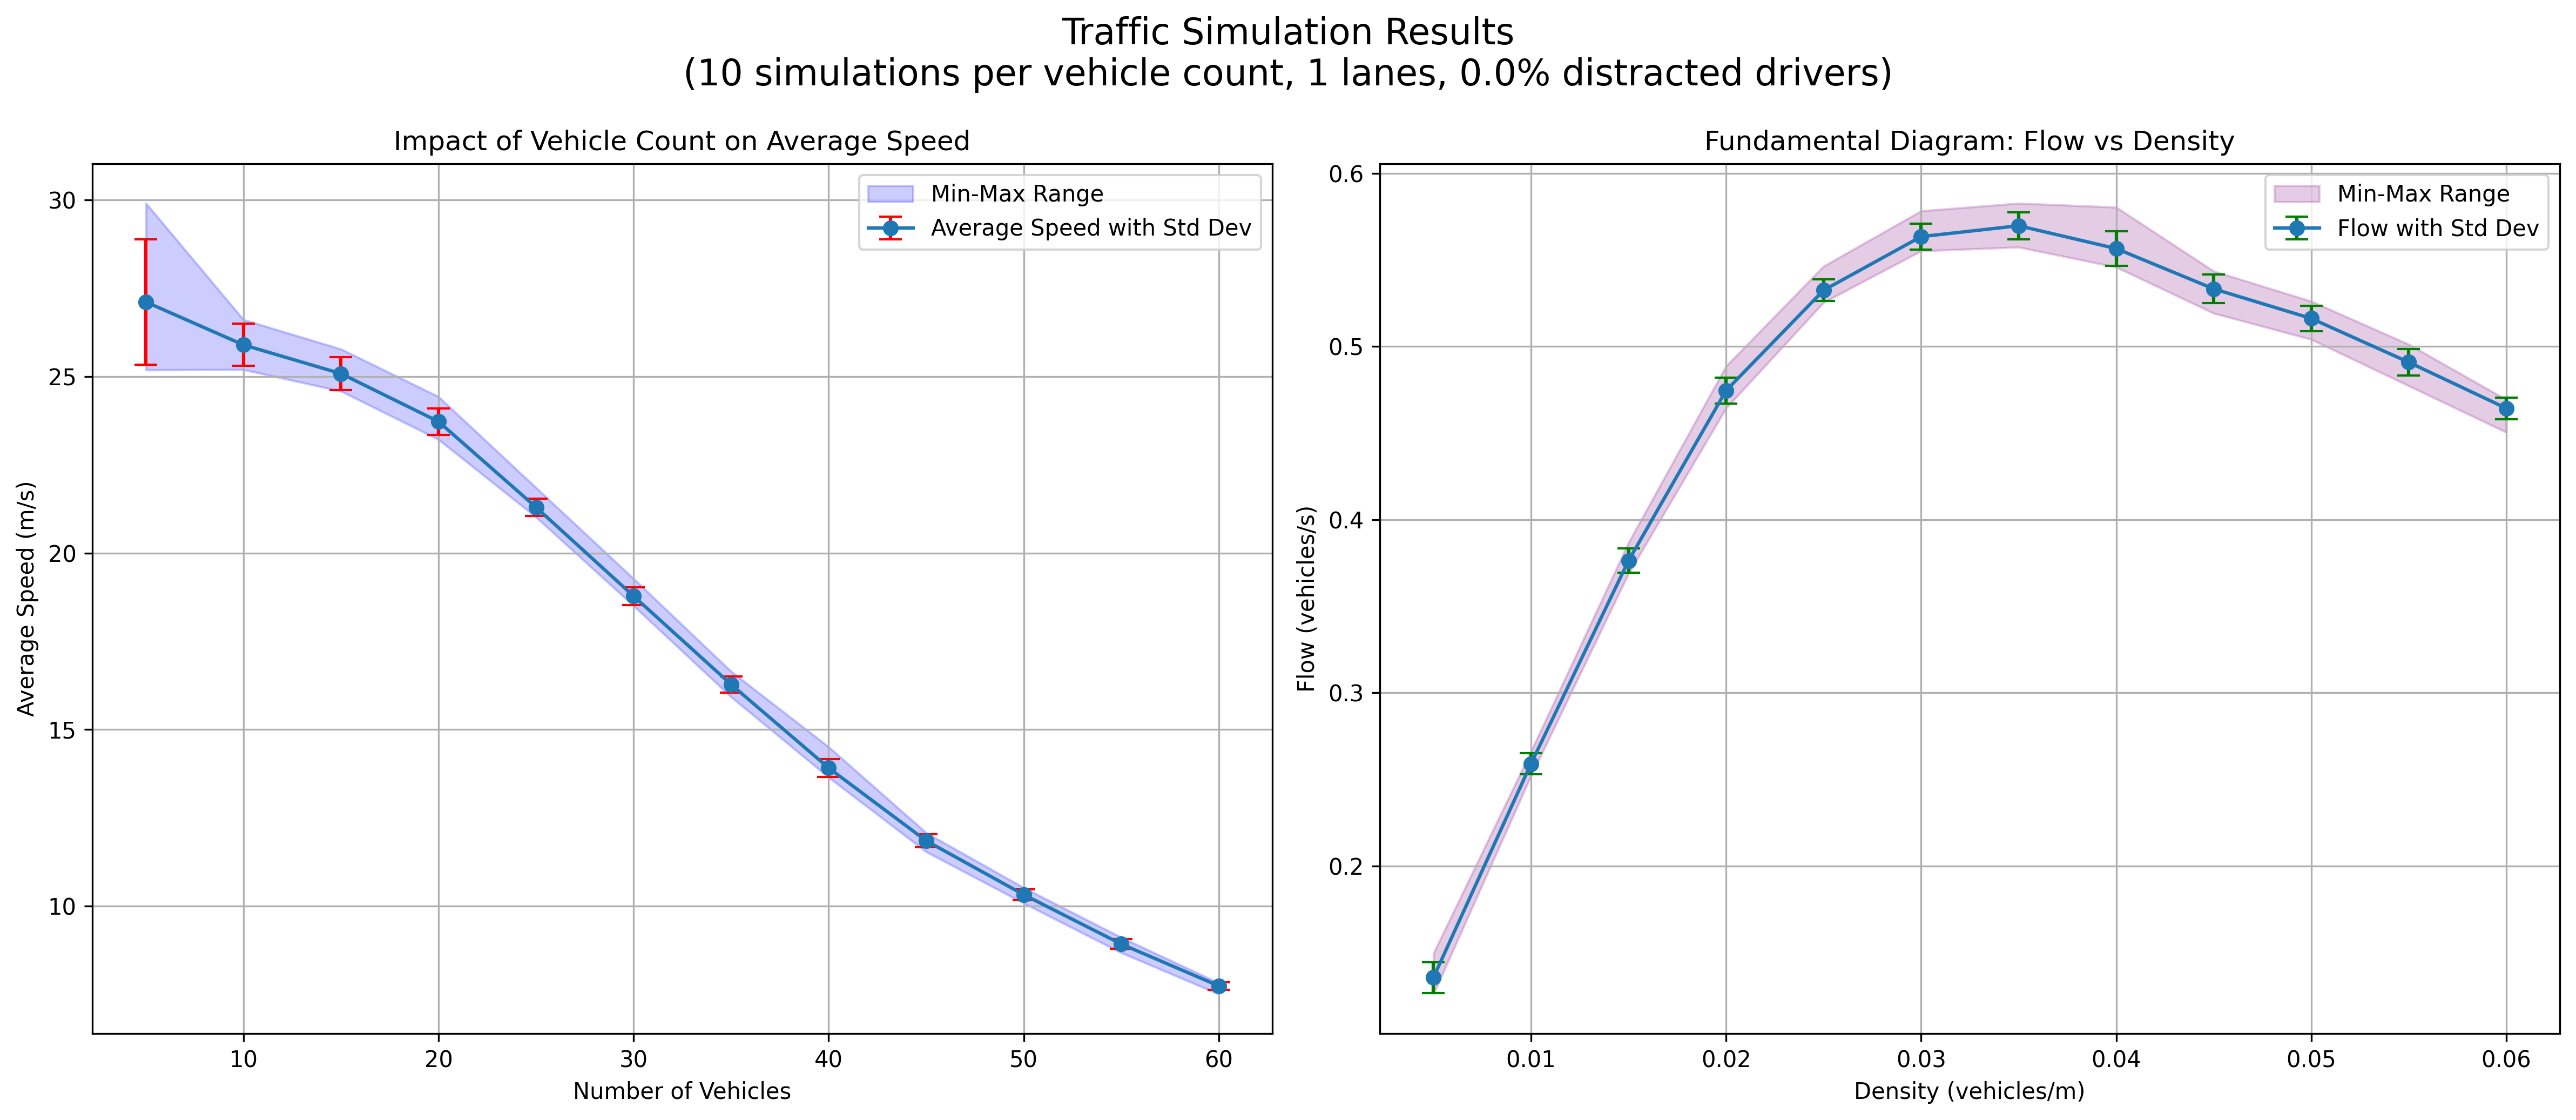 Traffic Simulation Results
(10 simulations per vehicle count, 1 lanes, 0.0% distracted drivers)
Impact of Vehicle Count on Average Speed
Min-Max Range
Average Speed with Std Dev
30
25
20
15
10
Average Speed (m/s)
10
20
30
40
50
60
Number of Vehicles
Fundamental Diagram: Flow vs Density
Min-Max Range
Flow with Std Dev
0.6
0.5
0.4
0.3
0.2
Flow (vehicles/s)
0.01
0.02
0.03
0.04
0.05
0.06
Density (vehicles/m)